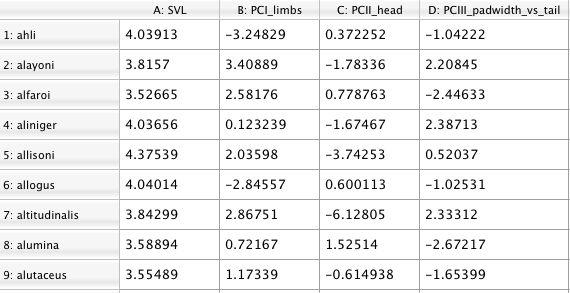 A: SVL B: PCI_limbs C: PCII_head D: PCIII_padwidth_vs_tail
1: ahli 4.03913 −3.24829 0.372252 −1.04222
2: alayoni 3.8157 3.40889 −1.78336 2.20845
3: alfaroi 3.52665 2.58176 0.778763 −2.44633
4: aliniger 4.03656 0.123239 −1.67467 2.38713
5: allisoni 4.37539 2.03598 −3.74253 0.52037
6: allogus 4.04014 −2.84557 0.600113 −1.02531
7: altitudinalis 3.84299 2.86751 −6.12805 2.33312
8: alumina 3.58894 0.72167 1.52514 −2.67217
9: alutaceus 3.55489 1.17339 −0.614938 −1.65399